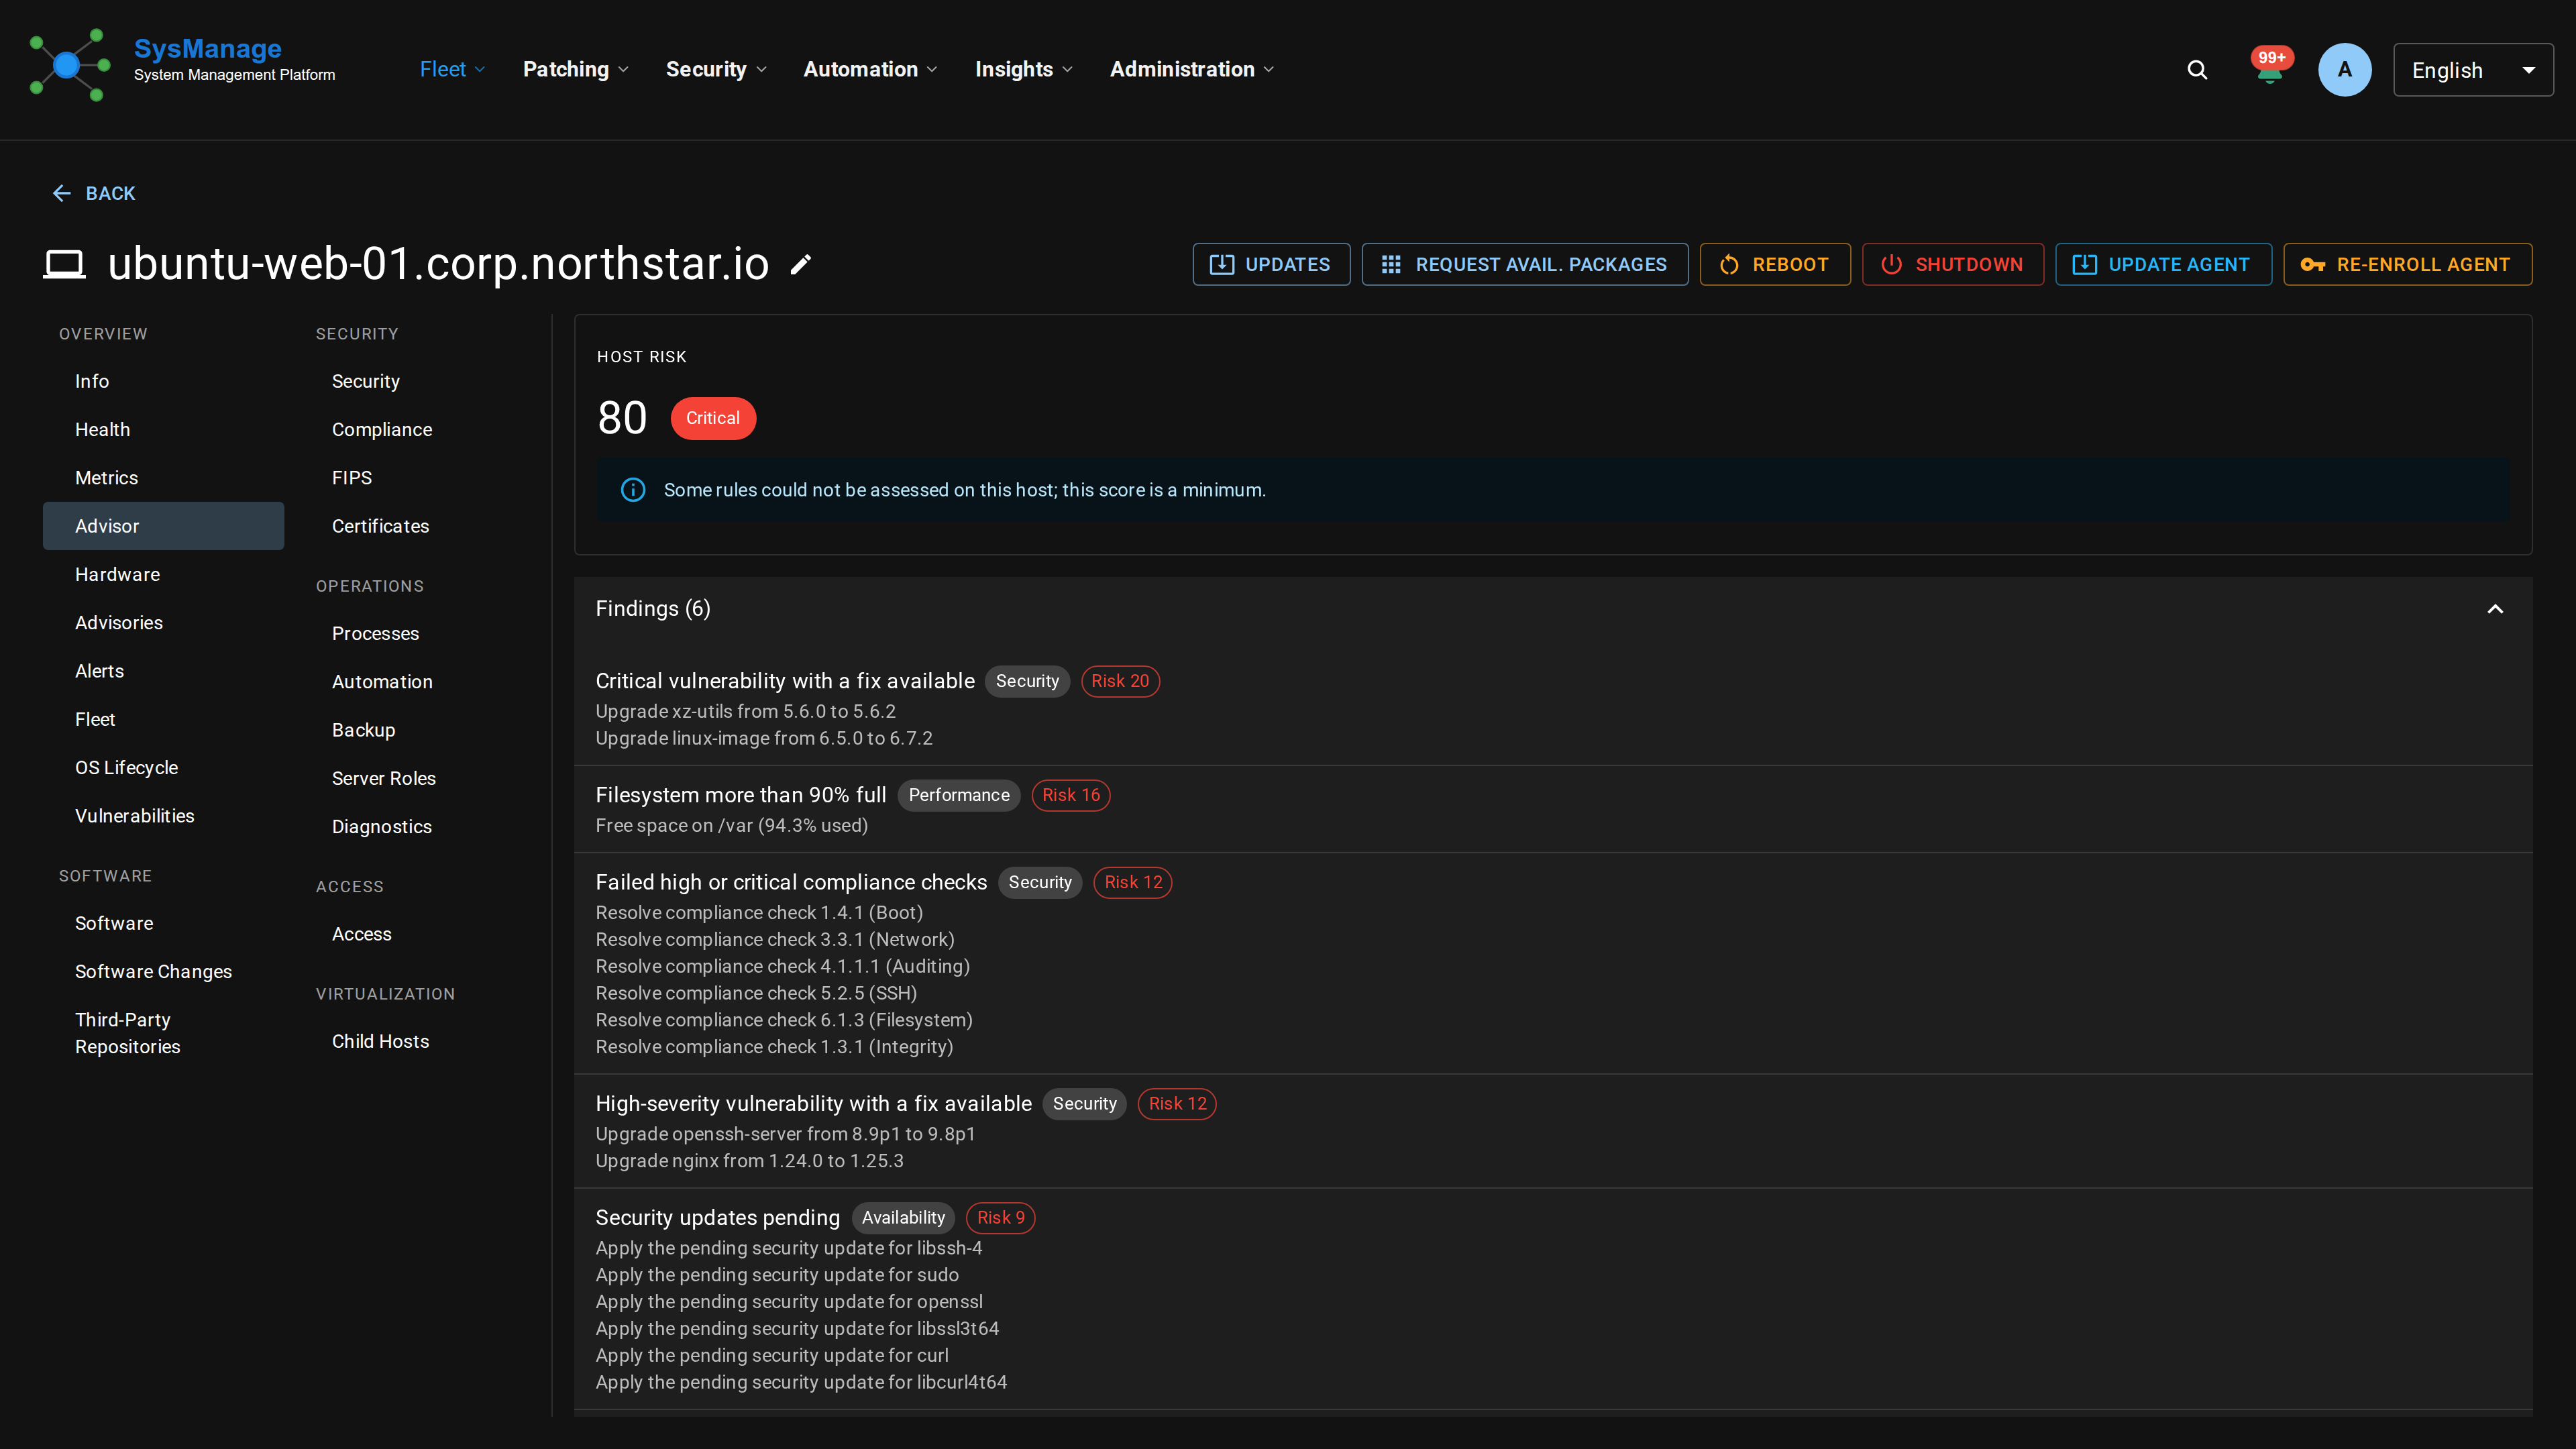 SysManage
System Management Platform
Fleet
Patching
Security
Automation
Insights
Administration
99+
A
English
BACK
ubuntu-web-01.corp.northstar.io
UPDATES
REQUEST AVAIL. PACKAGES
REBOOT
SHUTDOWN
UPDATE AGENT
RE-ENROLL AGENT
OVERVIEW
Info
Health
Metrics
Advisor
Hardware
Advisories
Alerts
Fleet
OS Lifecycle
Vulnerabilities
SOFTWARE
Software
Software Changes
Third-Party
Repositories
SECURITY
Security
Compliance
FIPS
Certificates
OPERATIONS
Processes
Automation
Backup
Server Roles
Diagnostics
ACCESS
Access
VIRTUALIZATION
Child Hosts
HOST RISK
80 Critical
Some rules could not be assessed on this host; this score is a minimum.
Findings (6)
Critical vulnerability with a fix available Security Risk 20
Upgrade xz-utils from 5.6.0 to 5.6.2
Upgrade linux-image from 6.5.0 to 6.7.2
Filesystem more than 90% full Performance Risk 16
Free space on /var (94.3% used)
Failed high or critical compliance checks Security Risk 12
Resolve compliance check 1.4.1 (Boot)
Resolve compliance check 3.3.1 (Network)
Resolve compliance check 4.1.1.1 (Auditing)
Resolve compliance check 5.2.5 (SSH)
Resolve compliance check 6.1.3 (Filesystem)
Resolve compliance check 1.3.1 (Integrity)
High-severity vulnerability with a fix available Security Risk 12
Upgrade openssh-server from 8.9p1 to 9.8p1
Upgrade nginx from 1.24.0 to 1.25.3
Security updates pending Availability Risk 9
Apply the pending security update for libssh-4
Apply the pending security update for sudo
Apply the pending security update for openssl
Apply the pending security update for libssl3t64
Apply the pending security update for curl
Apply the pending security update for libcurl4t64